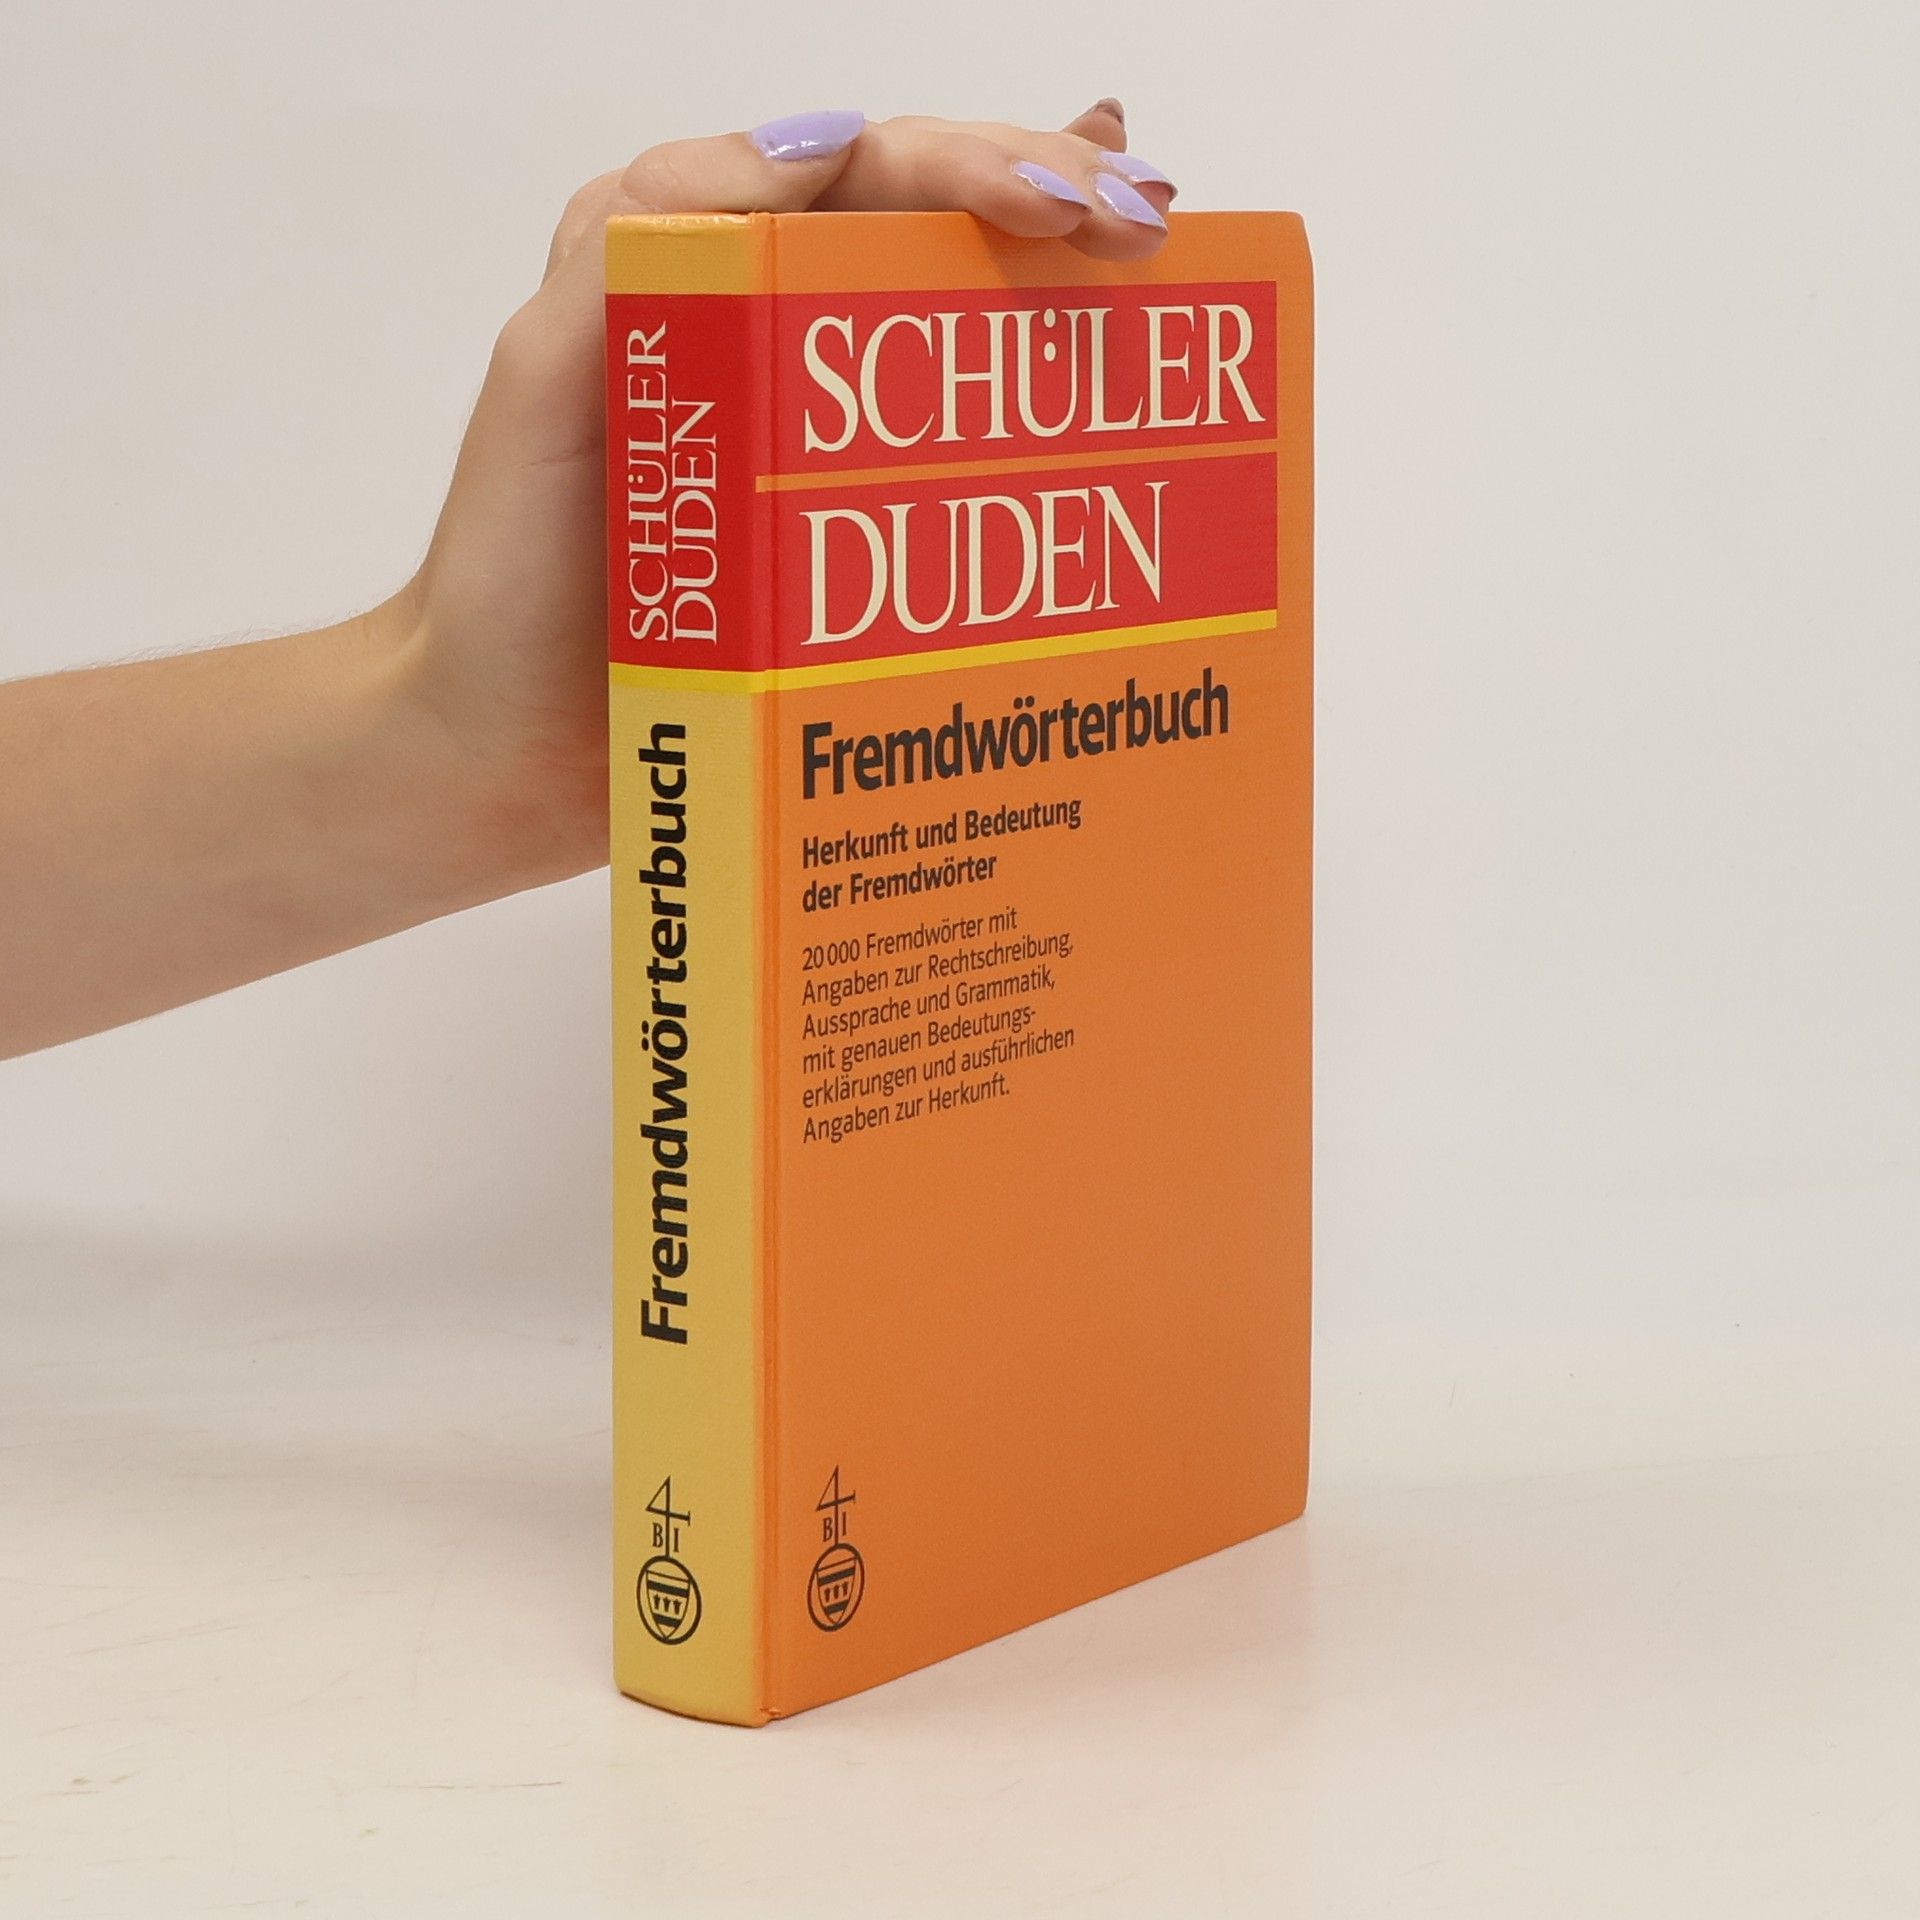 SCHÜLER
DUDEN
Fremdwörterbuch
B I
SCHÜLER
DUDEN
Fremdwörterbuch
Herkunft und Bedeutung
der Fremdwörter
20 000 Fremdwörter mit
Angaben zur Rechtschreibung,
Aussprache und Grammatik,
mit genauen Bedeutungs-
erklärungen und ausführlichen
Angaben zur Herkunft.
B I